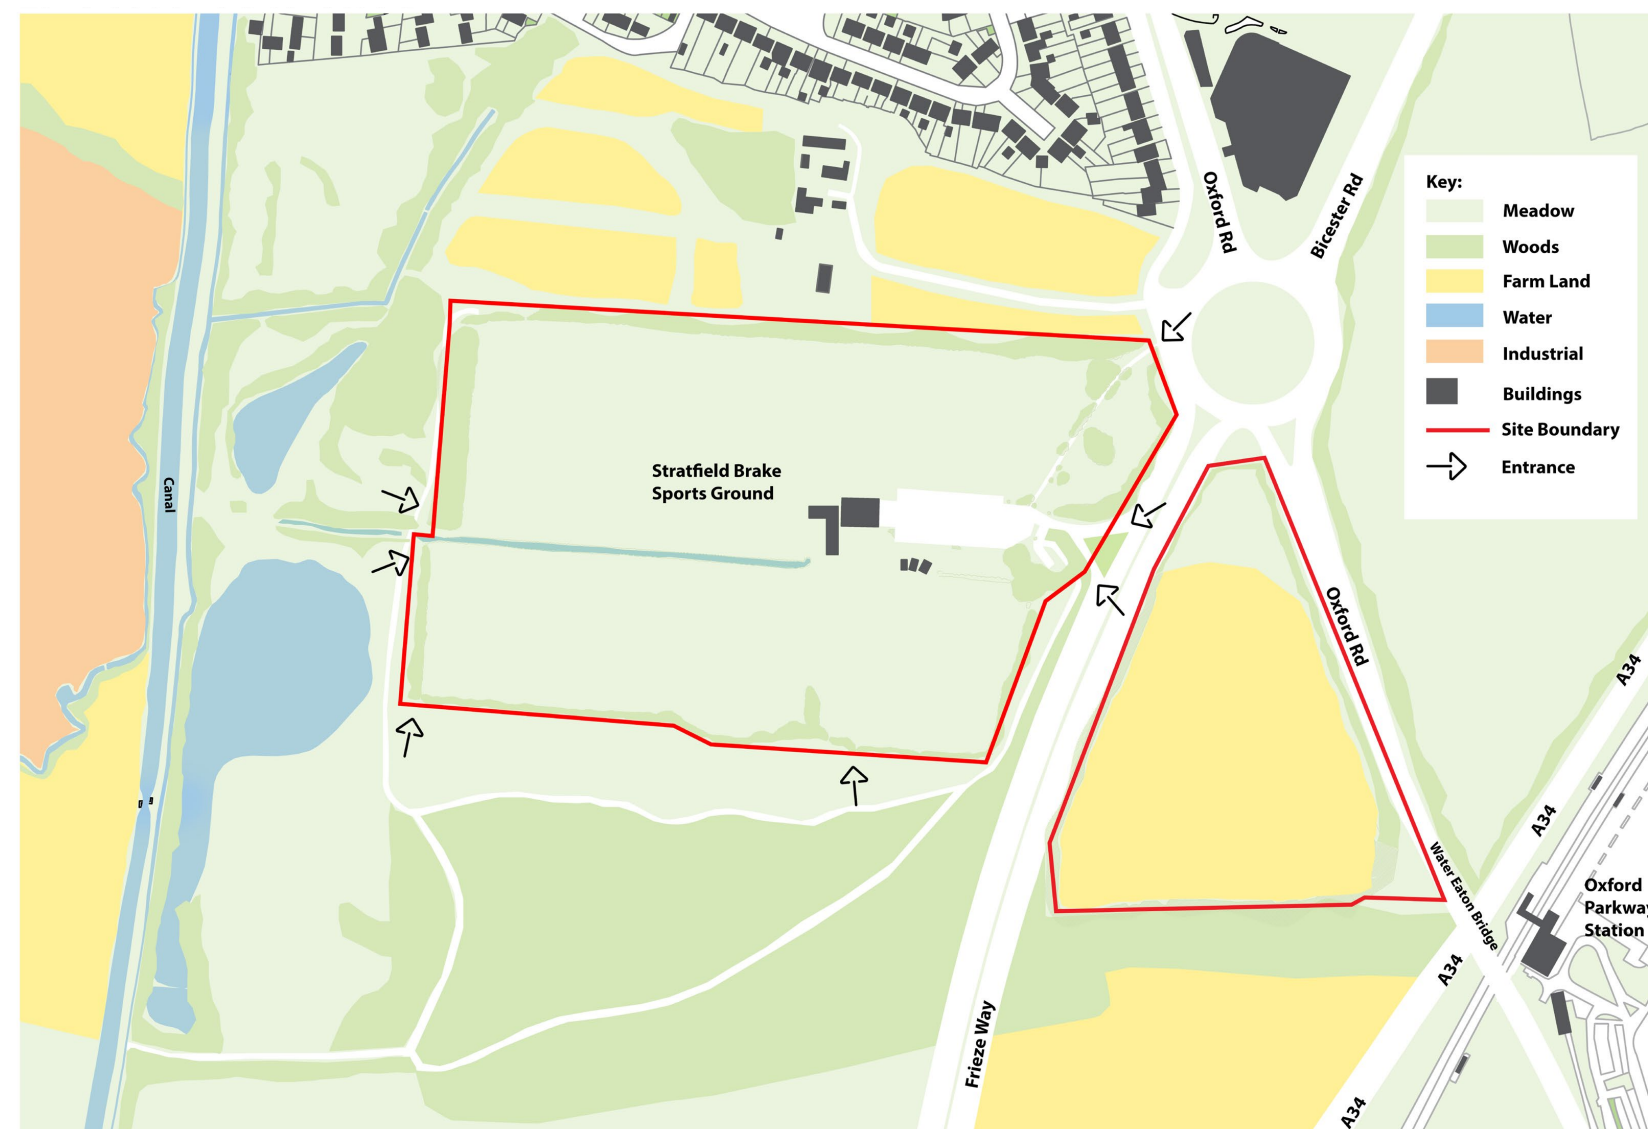 Oxford Rd
Bicester Rd
Key:
Meadow
Woods
Farm Land
Water
Industrial
Buildings
Site Boundary
Entrance
Stratfield Brake
Sports Ground
Canal
Oxford Rd
A34
A34
Water Eaton Bridge
Oxford
Parkway
Station
A34
Frieze Way
A34